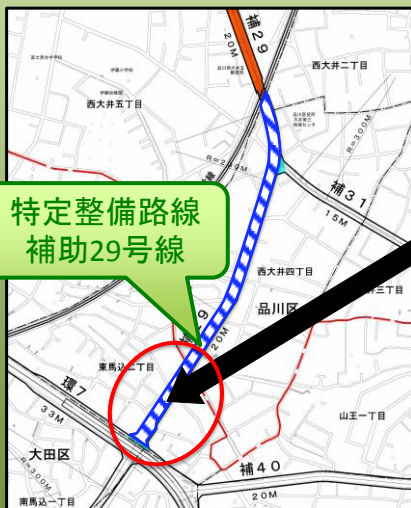 補29
20M
西大井二丁目
西大井五丁目
R=300M
R=250M
補31
15M
特定整備路線
補助29号線
西大井四丁目
品川区
20M
東馬込二丁目
環7
33M
山王一丁目
大田区
補40
20M
R=300M
南馬込一丁目